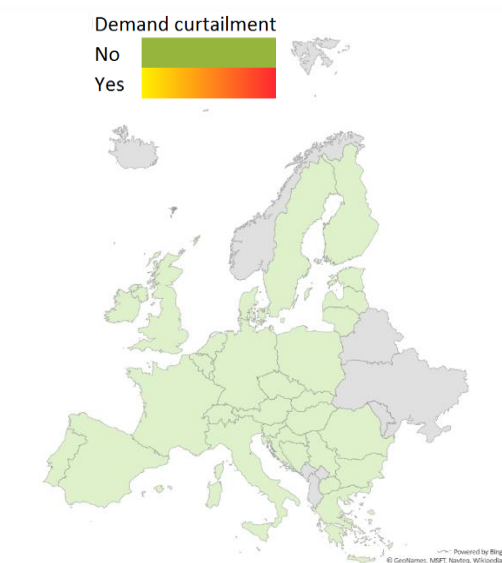 Demand curtailment
No
Yes
Powered by Bing
© GeoNames, MSFT, Navteq, Wikipedia